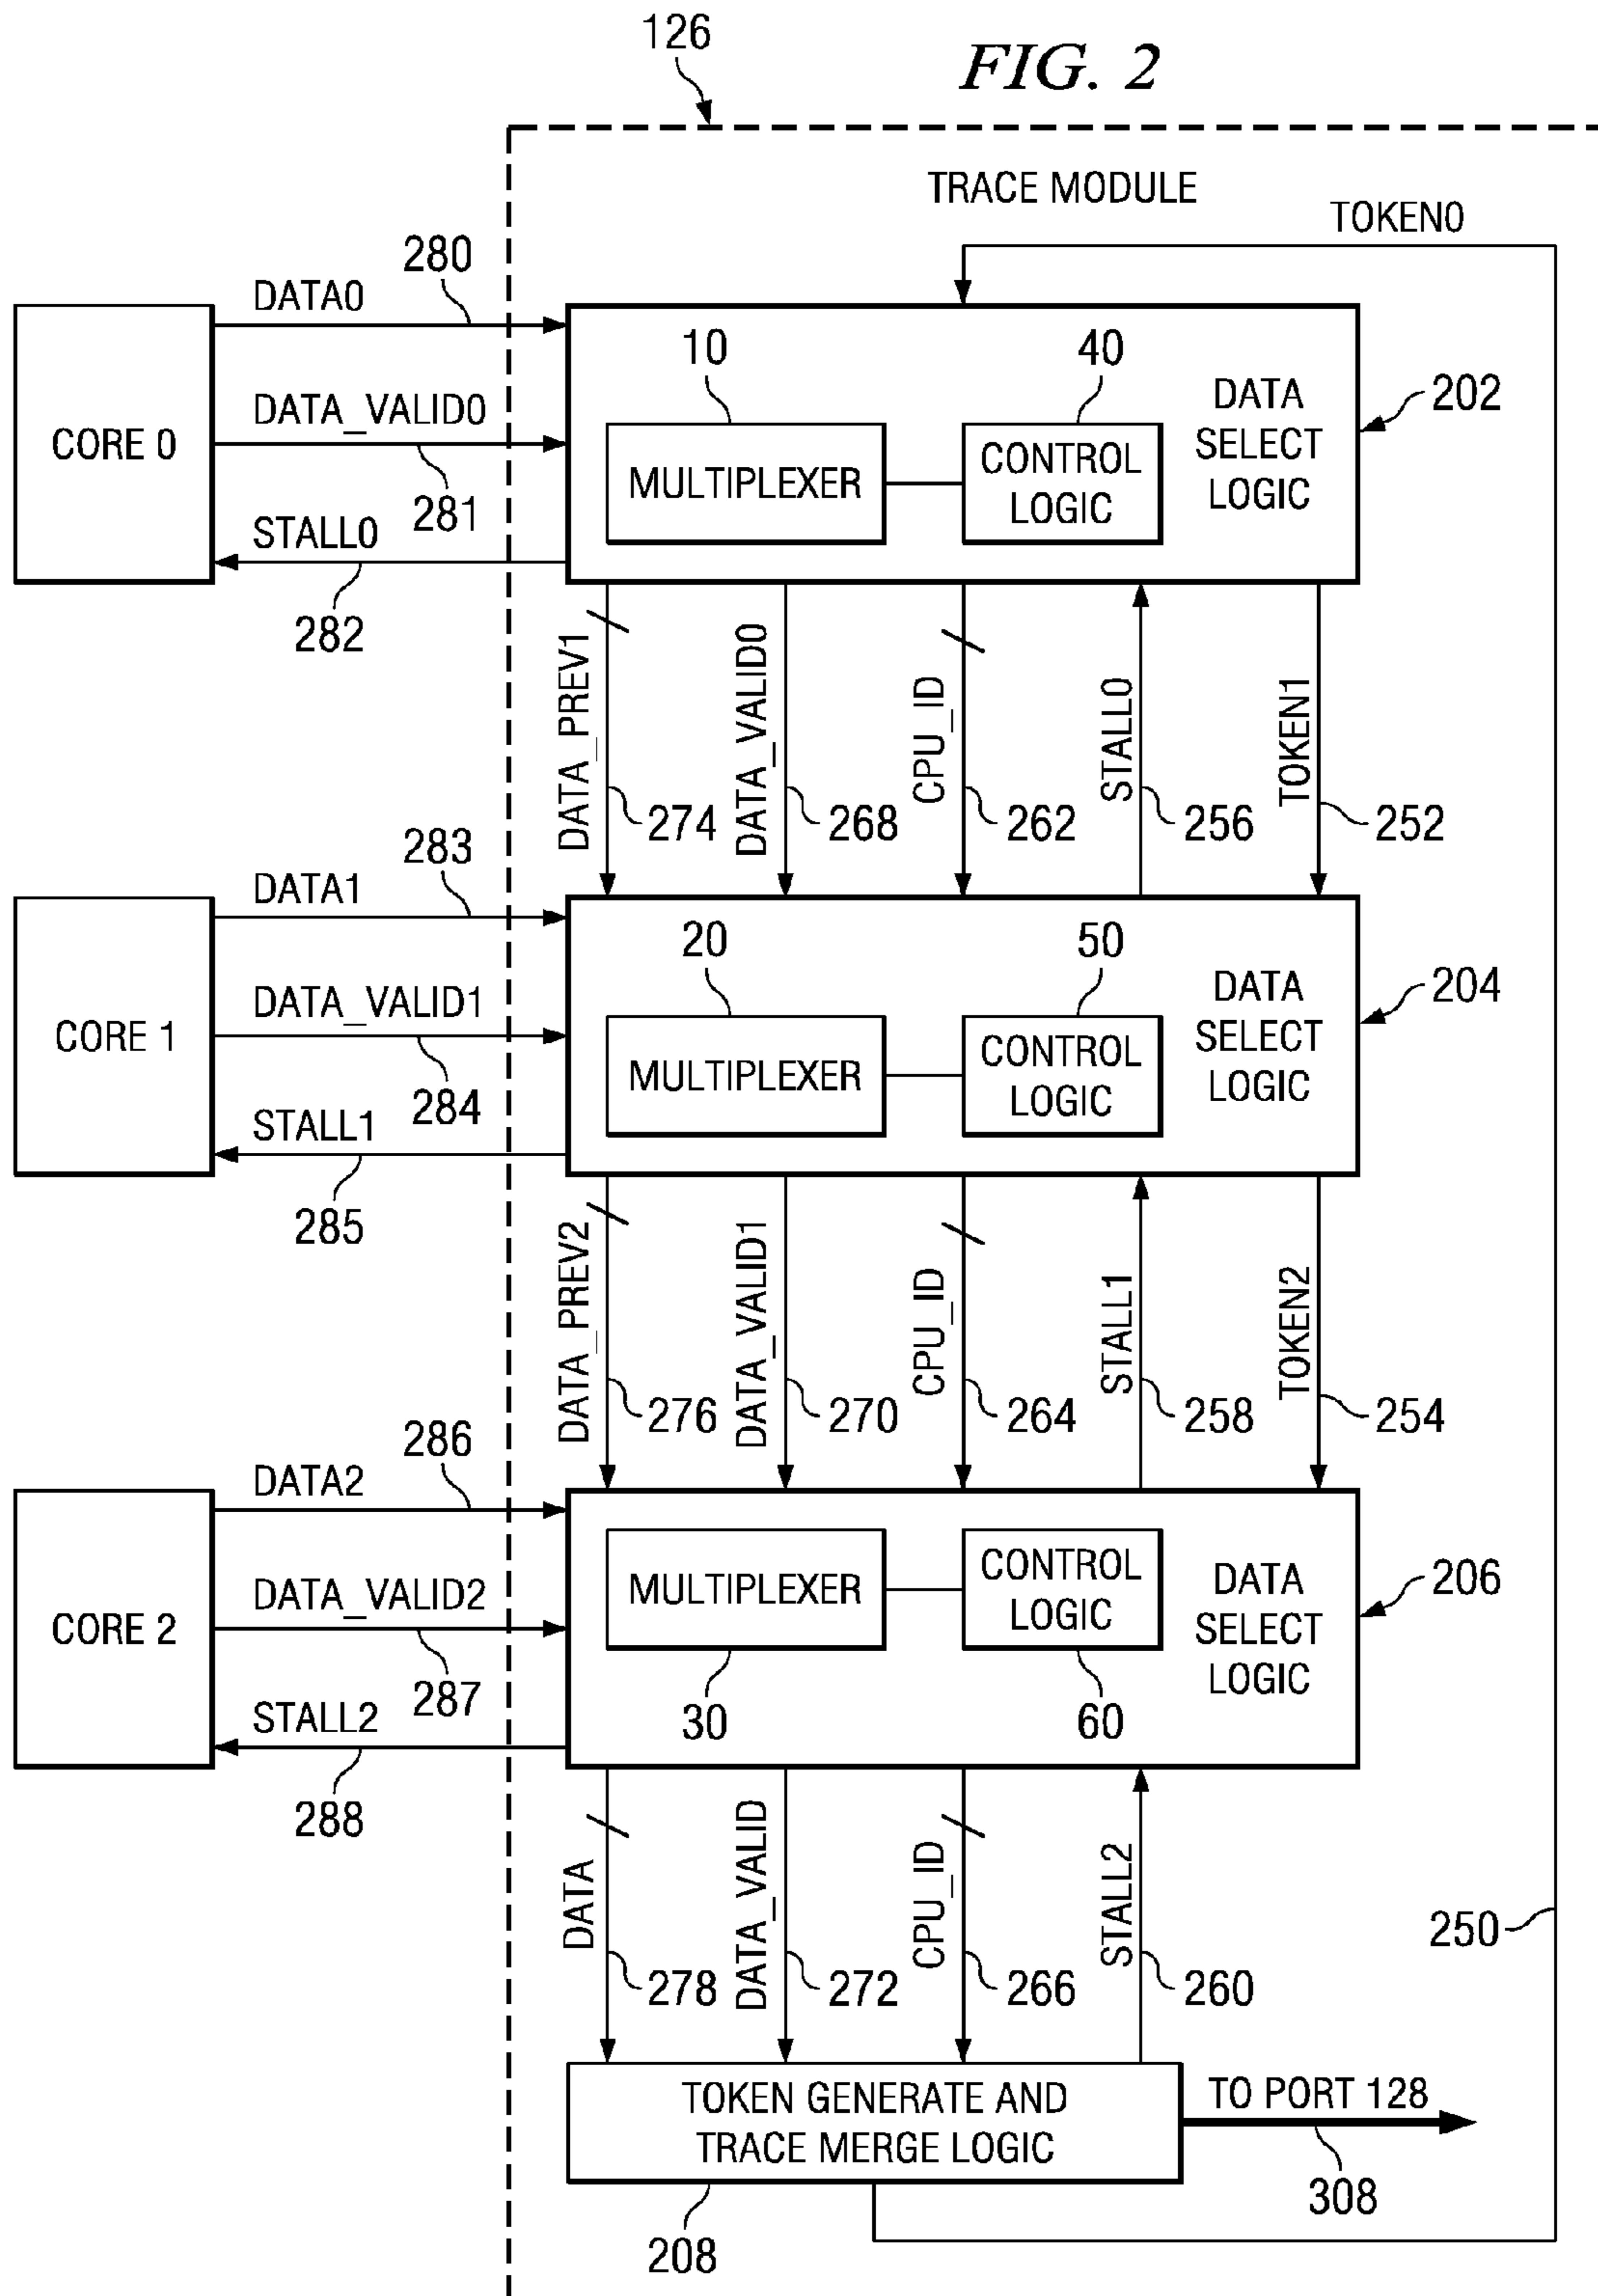 126
FIG. 2
TRACE MODULE
TOKEN0
280
DATA0
CORE 0
DATA_VALID0
281
STALL0
282
10
40
MULTIPLEXER
CONTROL
LOGIC
DATA
SELECT
LOGIC
202
DATA_PREV1
274
DATA_VALID0
268
CPU_ID
262
STALL0
256
TOKEN1
252
283
DATA1
CORE 1
DATA_VALID1
284
STALL1
285
20
50
MULTIPLEXER
CONTROL
LOGIC
DATA
SELECT
LOGIC
204
DATA_PREV2
276
DATA_VALID1
270
CPU_ID
264
STALL1
258
TOKEN2
254
286
DATA2
CORE 2
DATA_VALID2
287
STALL2
288
MULTIPLEXER
CONTROL
LOGIC
30
60
DATA
SELECT
LOGIC
206
DATA
278
DATA_VALID
272
CPU_ID
266
STALL2
260
250
TOKEN GENERATE AND
TRACE MERGE LOGIC
TO PORT 128
308
208